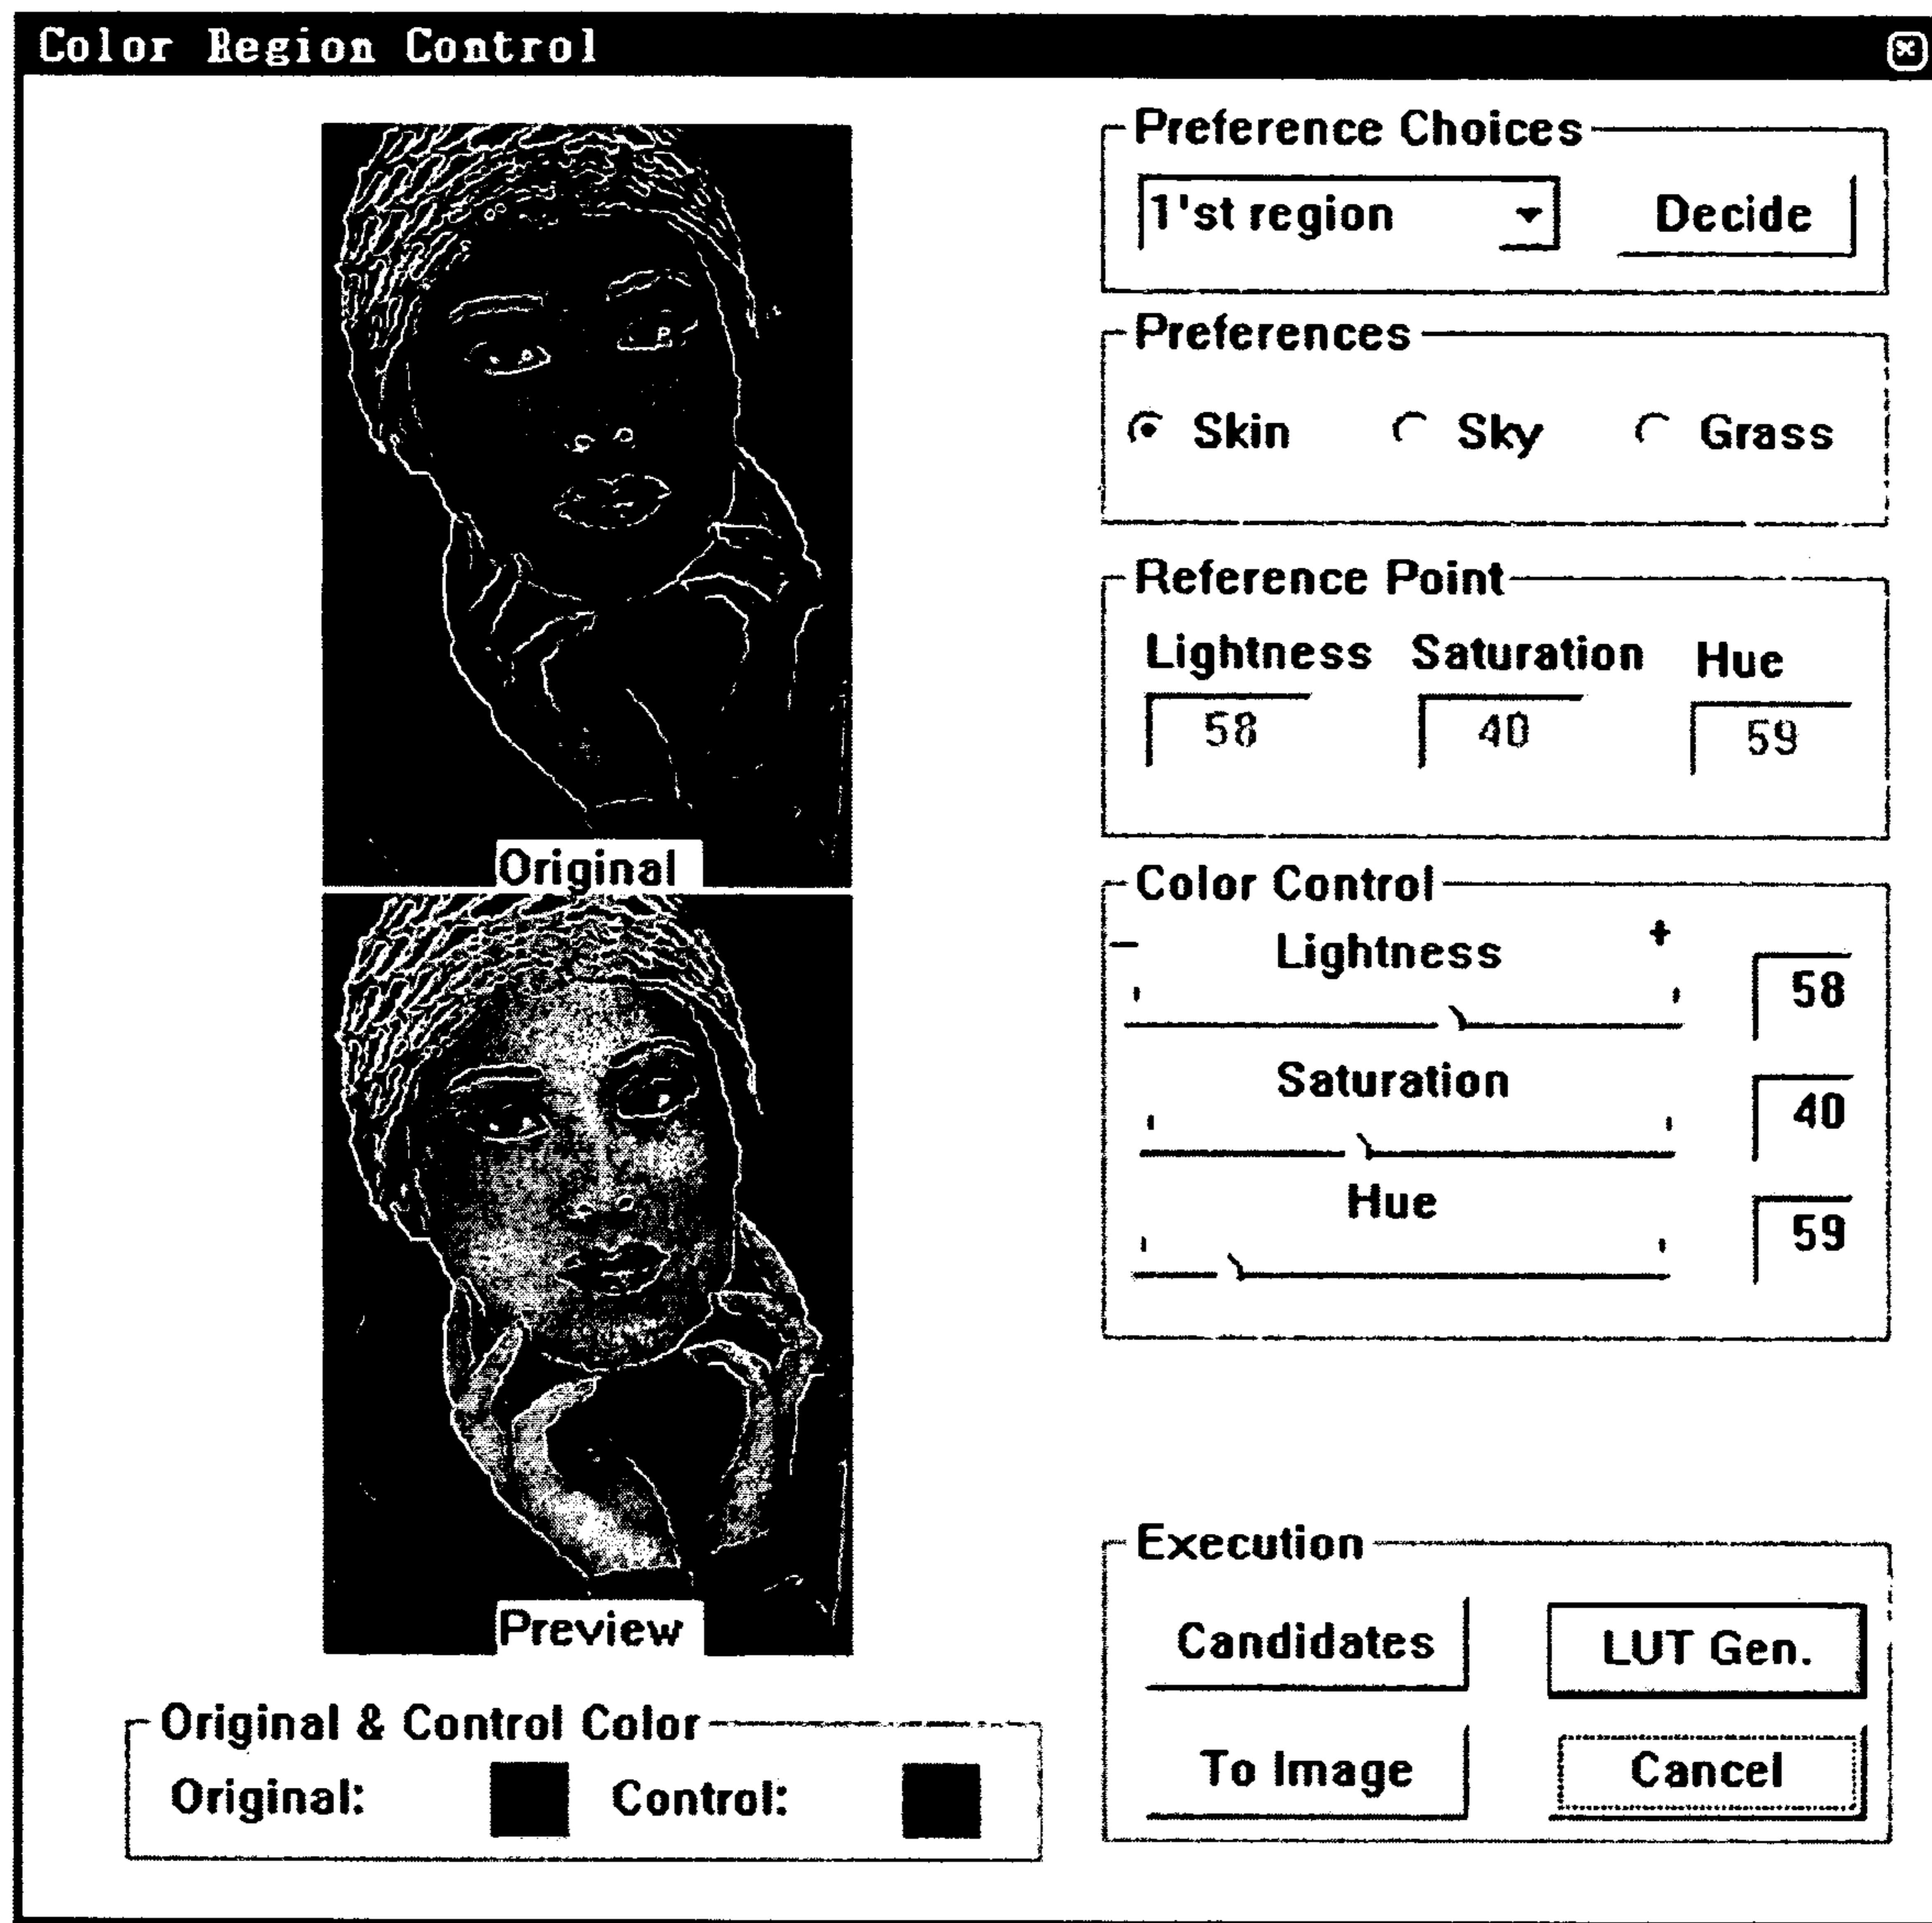 Color Region Control
Original
Preview
Original & Control Color
Original: Control:
Preference Choices
1'st region Decide
Preferences
Skin Sky Grass
Reference Point
Lightness Saturation Hue
58 40 59
Color Control
- Lightness +
58
Saturation
40
Hue
59
Execution
Candidates LUT Gen.
To Image Cancel